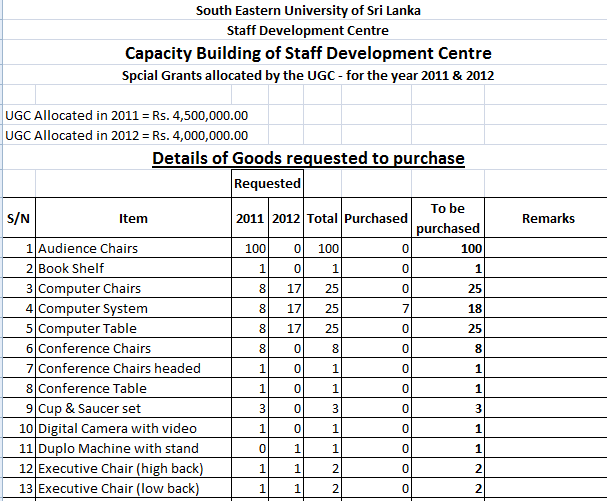 South Eastern University of Sri Lanka
Staff Development Centre
Capacity Building of Staff Development Centre
Spcial Grants allocated by the UGC - for the year 2011 & 2012
UGC Allocated in 2011 = Rs. 4,500,000.00
UGC Allocated in 2012 = Rs. 4,000,000.00
Details of Goods requested to purchase
Requested
S/N Item 2011 2012 Total Purchased To be purchased Remarks
1 Audience Chairs 100 0 100 0 100
2 Book Shelf 1 0 1 0 1
3 Computer Chairs 8 17 25 0 25
4 Computer System 8 17 25 7 18
5 Computer Table 8 17 25 0 25
6 Conference Chairs 8 0 8 0 8
7 Conference Chairs headed 1 0 1 0 1
8 Conference Table 1 0 1 0 1
9 Cup & Saucer set 3 0 3 0 3
10 Digital Camera with video 1 0 1 0 1
11 Duplo Machine with stand 0 1 1 0 1
12 Executive Chair (high back) 1 1 2 0 2
13 Executive Chair (low back) 1 1 2 0 2